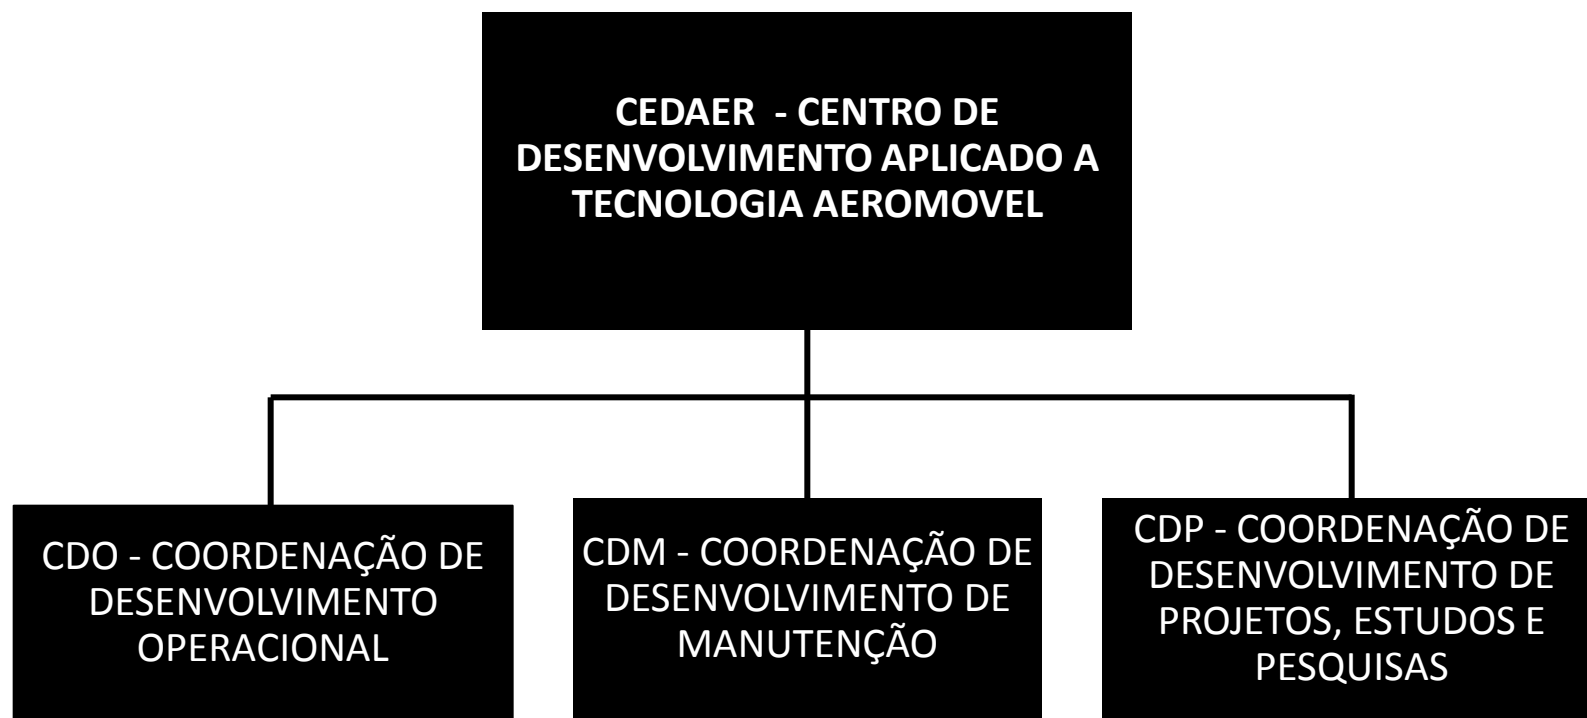 CEDAER - CENTRO DE
DESENVOLVIMENTO APLICADO A
TECNOLOGIA AEROMOVEL
CDO - COORDENAÇÃO DE
DESENVOLVIMENTO
OPERACIONAL
CDM - COORDENAÇÃO DE
DESENVOLVIMENTO DE
MANUTENÇÃO
CDP - COORDENAÇÃO DE
DESENVOLVIMENTO DE
PROJETOS, ESTUDOS E
PESQUISAS